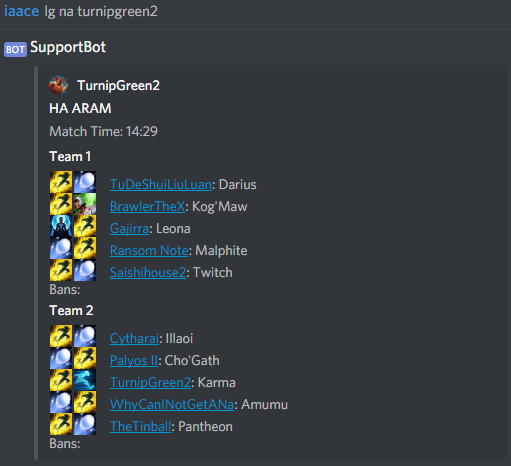 iaace lg na turnipgreen2
BOT SupportBot
TurnipGreen2
HA ARAM
Match Time: 14:29
Team 1
TuDeShuiLiuLuan: Darius
BrawlerTheX: Kog'Maw
Gajirra: Leona
Ransom Note: Malphite
Saishihouse2: Twitch
Bans:
Team 2
Cytharai: Illaoi
Palyos II: Cho'Gath
TurnipGreen2: Karma
WhyCanINotGetANa: Amumu
TheTinball: Pantheon
Bans: